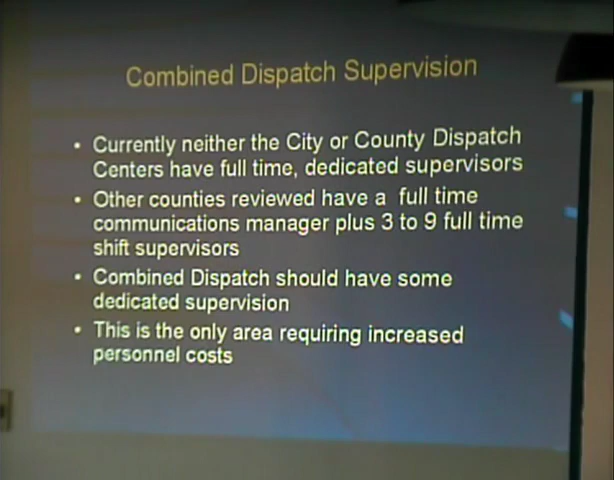 Combined Dispatch Supervision
• Currently neither the City or County Dispatch
Centers have full time, dedicated supervisors
• Other counties reviewed have a full time
communications manager plus 3 to 9 full time
shift supervisors
• Combined Dispatch should have some
dedicated supervision
• This is the only area requiring increased
personnel costs